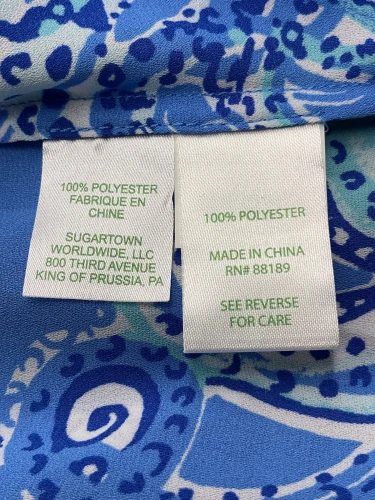 100% POLYESTER
FABRIQUE EN
CHINE
SUGARTOWN
WORLDWIDE, LLC
800 THIRD AVENUE
KING OF PRUSSIA, PA
100% POLYESTER
MADE IN CHINA
RN# 88189
SEE REVERSE
FOR CARE